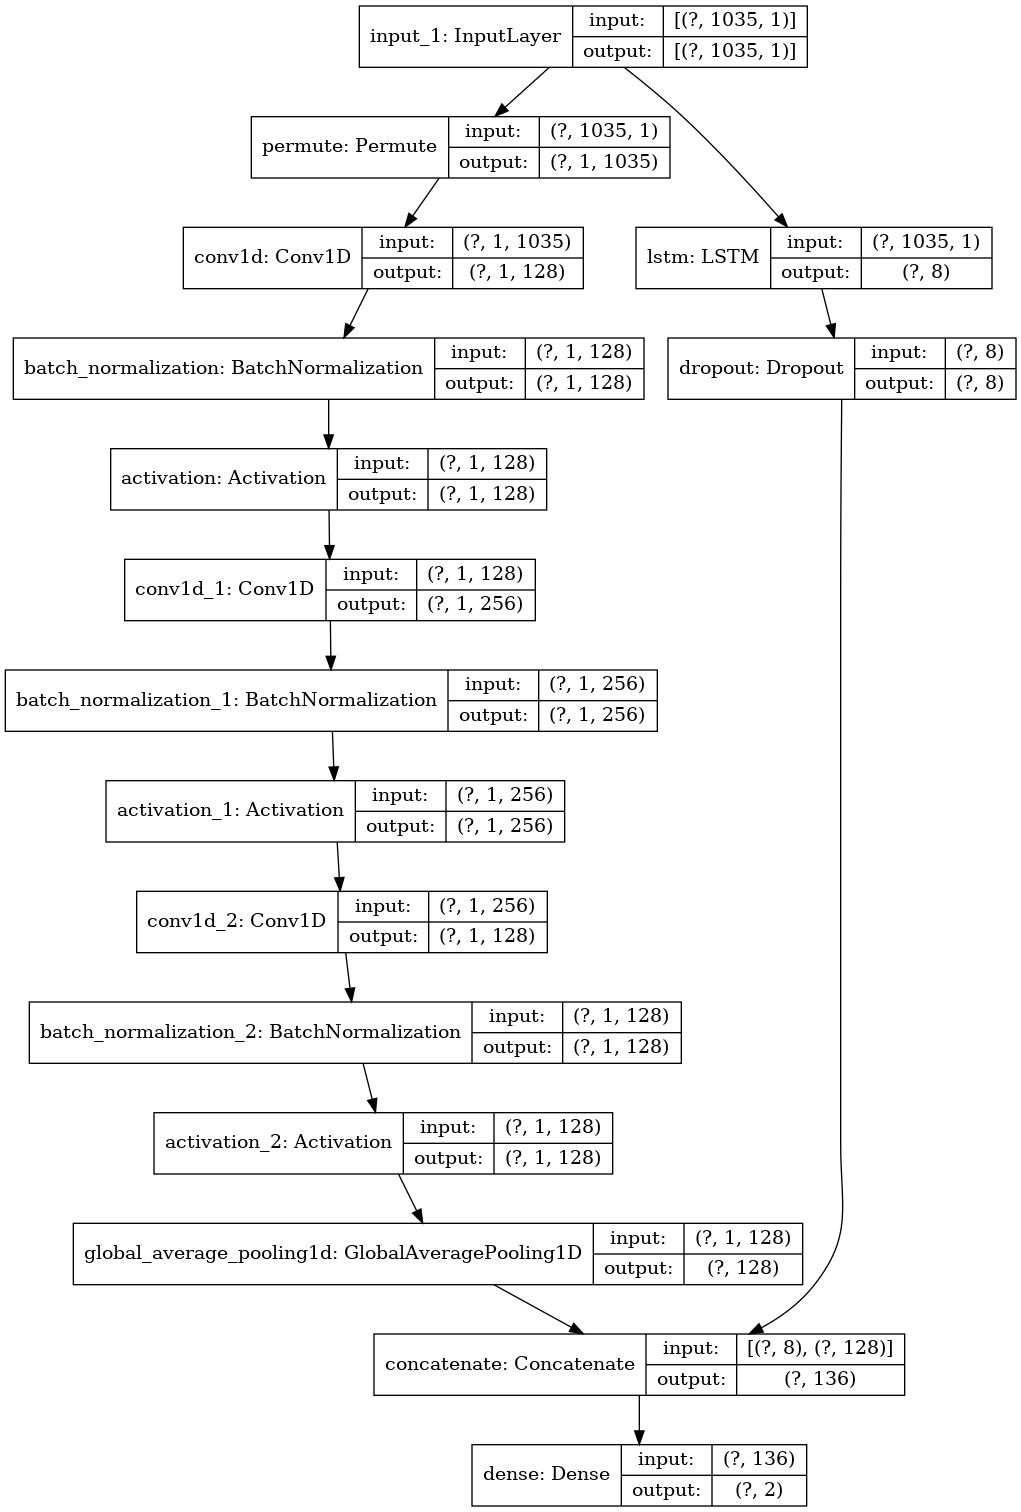 input_1: InputLayer
input: [(?, 1035, 1)]
output: [(?, 1035, 1)]
permute: Permute
input: (?, 1035, 1)
output: (?, 1, 1035)
conv1d: Conv1D
input: (?, 1, 1035)
output: (?, 1, 128)
lstm: LSTM
input: (?, 1035, 1)
output: (?, 8)
batch_normalization: BatchNormalization
input: (?, 1, 128)
output: (?, 1, 128)
dropout: Dropout
input: (?, 8)
output: (?, 8)
activation: Activation
input: (?, 1, 128)
output: (?, 1, 128)
conv1d_1: Conv1D
input: (?, 1, 128)
output: (?, 1, 256)
batch_normalization_1: BatchNormalization
input: (?, 1, 256)
output: (?, 1, 256)
activation_1: Activation
input: (?, 1, 256)
output: (?, 1, 256)
conv1d_2: Conv1D
input: (?, 1, 256)
output: (?, 1, 128)
batch_normalization_2: BatchNormalization
input: (?, 1, 128)
output: (?, 1, 128)
activation_2: Activation
input: (?, 1, 128)
output: (?, 1, 128)
global_average_pooling1d: GlobalAveragePooling1D
input: (?, 1, 128)
output: (?, 128)
concatenate: Concatenate
input: [(?, 8), (?, 128)]
output: (?, 136)
dense: Dense
input: (?, 136)
output: (?, 2)